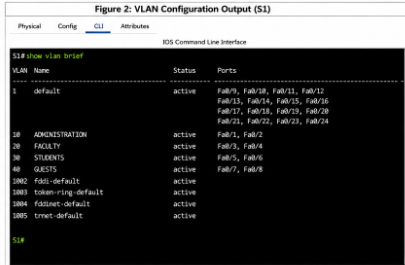 Figure 2: VLAN Configuration Output (S1)
Physical Config CLI Attributes
IOS Command Line Interface
S1#show vlan brief
VLAN Name Status Ports
---- -------------------------------- --------- -------------------------------
1 default active Fa0/9, Fa0/10, Fa0/11, Fa0/12
Fa0/13, Fa0/14, Fa0/15, Fa0/16
Fa0/17, Fa0/18, Fa0/19, Fa0/20
Fa0/21, Fa0/22, Fa0/23, Fa0/24
10 ADMINISTRATION active Fa0/1, Fa0/2
20 FACULTY active Fa0/3, Fa0/4
30 STUDENTS active Fa0/5, Fa0/6
40 GUESTS active Fa0/7, Fa0/8
1002 fddi-default active
1003 token-ring-default active
1004 fddinet-default active
1005 trnet-default active
S1#